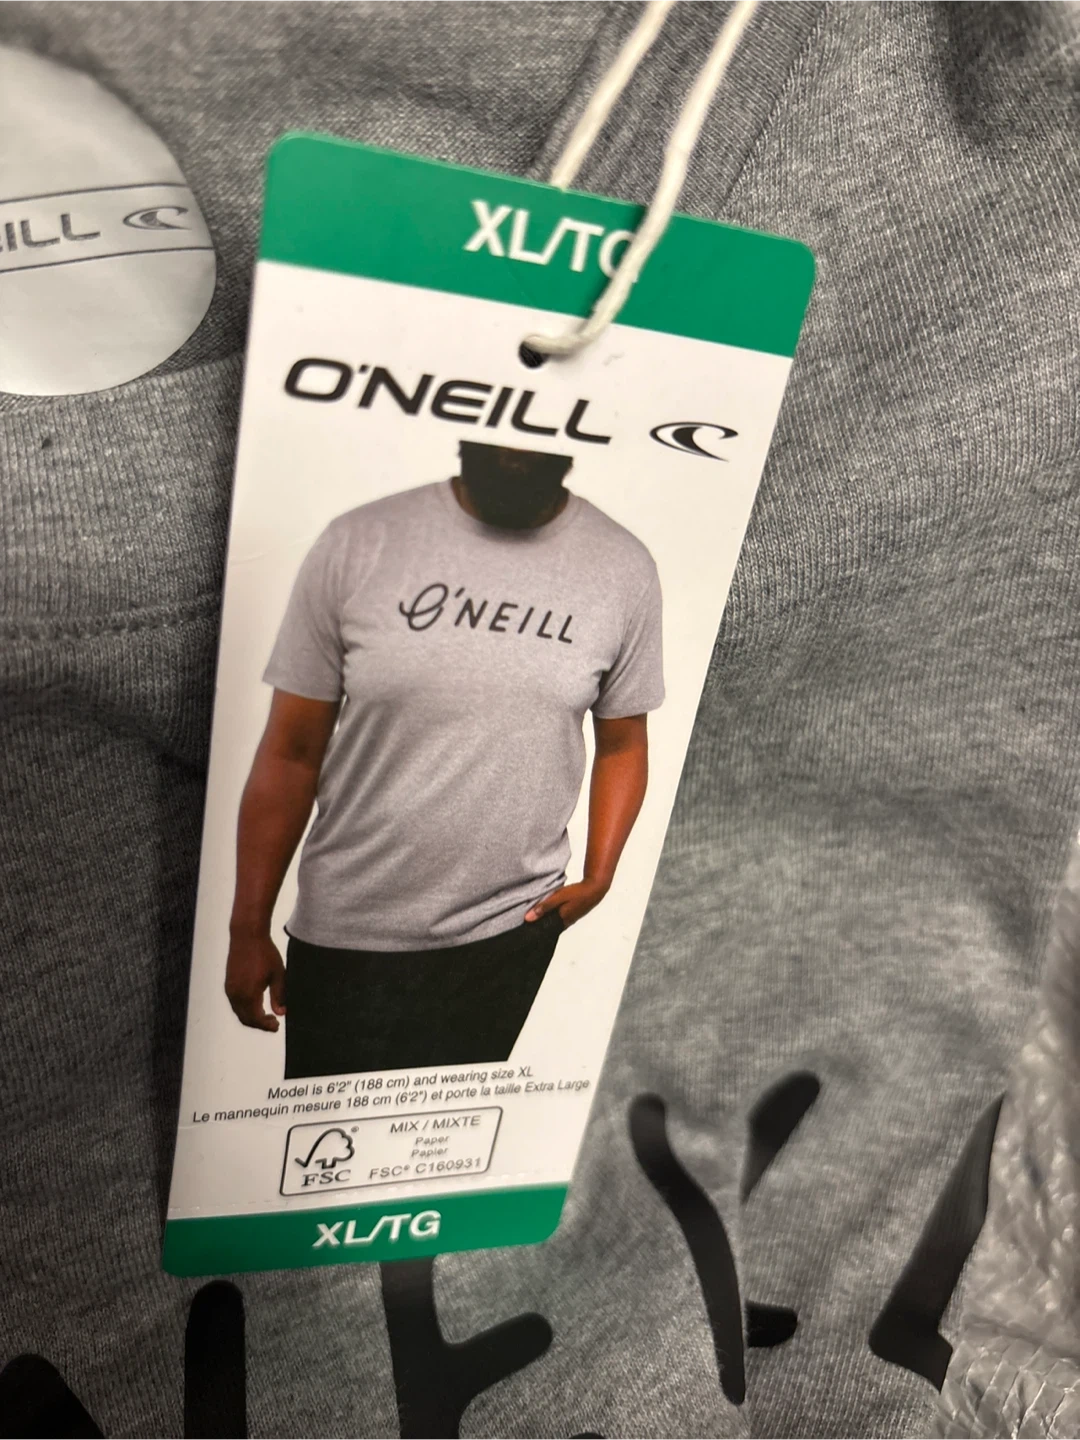 XL/TG
ILL
O'NEILL
O'NEILL
Model is 6'2" (188 cm) and wearing size XL
Le mannequin mesure 188 cm (6'2") et porte la taille Extra Large
MIX / MIXTE
Paper
Papier
FSC® C160931
FSC
XL/TG